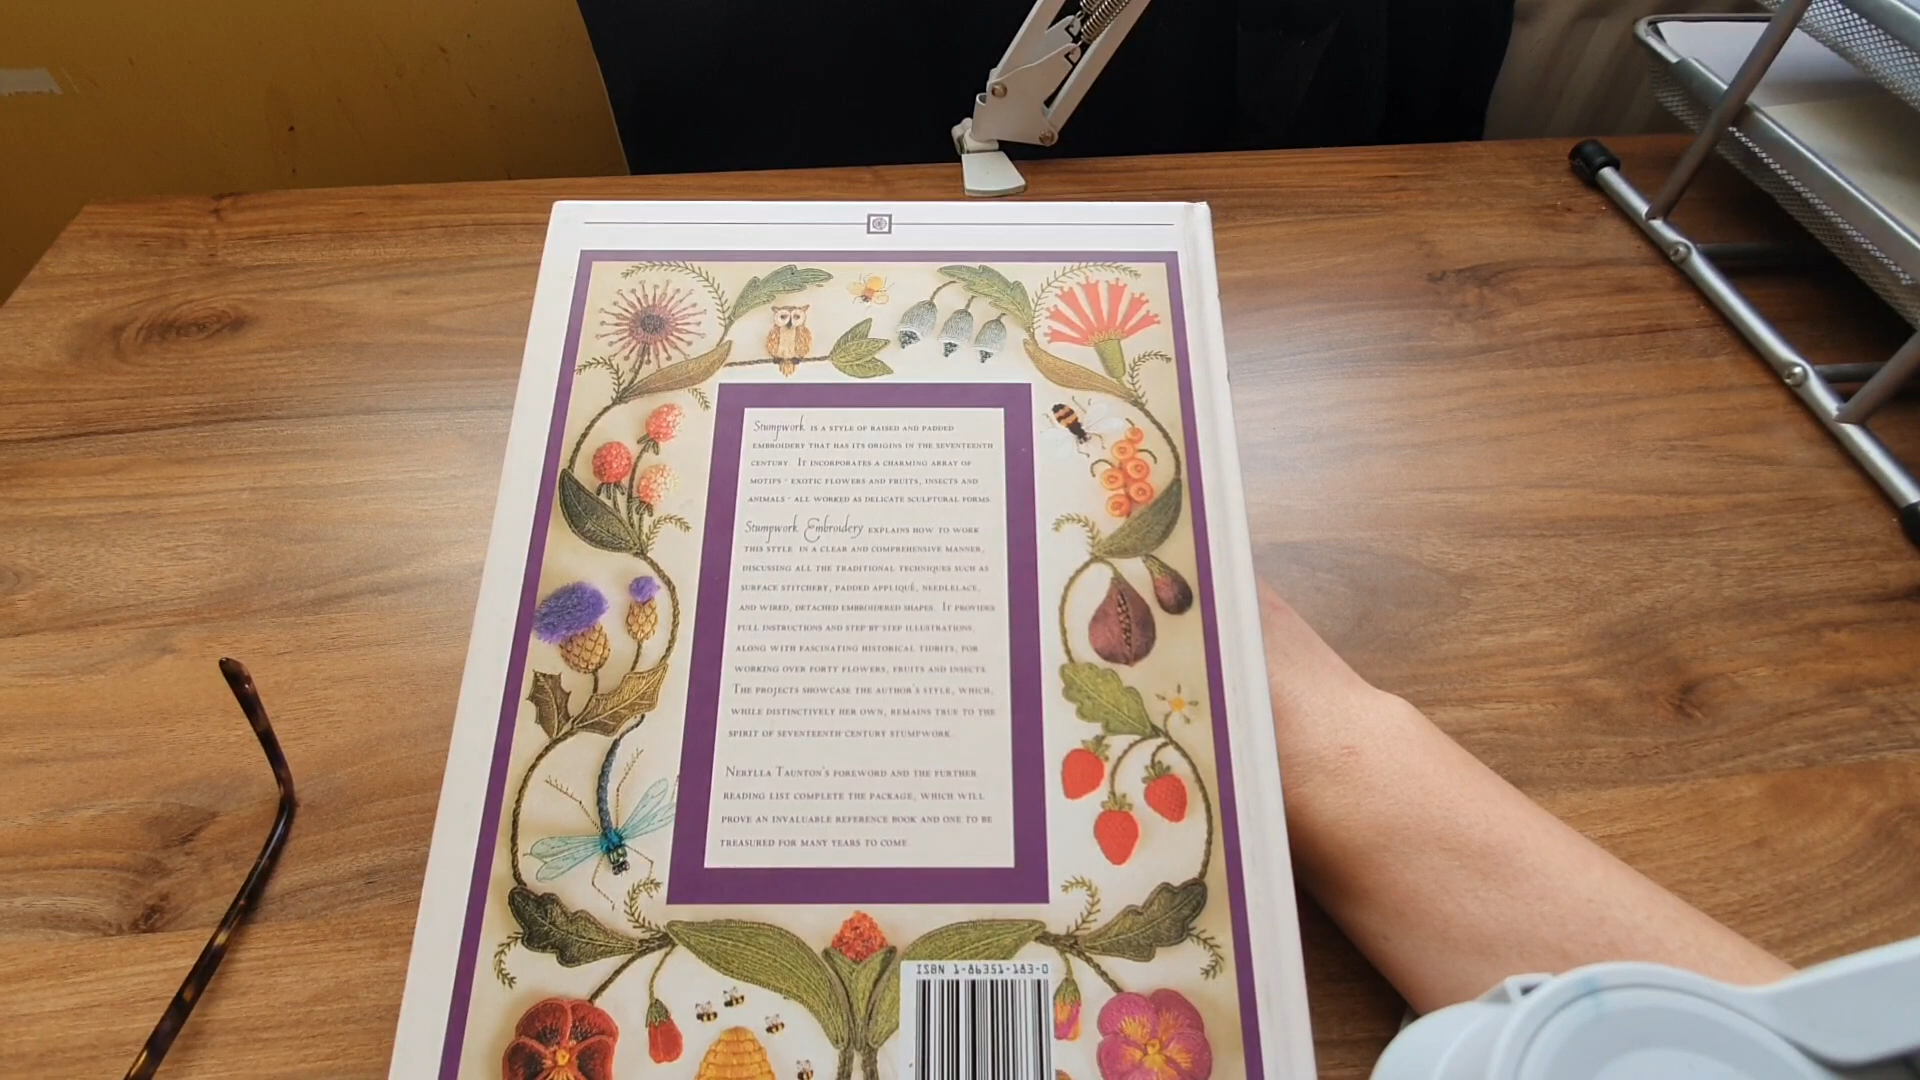 Stumpwork IS A STYLE OF RAISED AND PADDED
EMBROIDERY THAT HAS ITS ORIGINS IN THE SEVENTEENTH
CENTURY. IT INCORPORATES A CHARMING ARRAY OF
MOTIFS - EXOTIC FLOWERS AND FRUITS, INSECTS AND
ANIMALS - ALL WORKED AS DELICATE SCULPTURAL FORMS.
Stumpwork Embroidery EXPLAINS HOW TO WORK
THIS STYLE IN A CLEAR AND COMPREHENSIVE MANNER,
DISCUSSING ALL THE TRADITIONAL TECHNIQUES SUCH AS
SURFACE STITCHERY, PADDED APPLIQUÉ, NEEDLELACE,
AND WIRED, DETACHED EMBROIDERED SHAPES. IT PROVIDES
FULL INSTRUCTIONS AND STEP BY STEP ILLUSTRATIONS,
ALONG WITH FASCINATING HISTORICAL TIDBITS, FOR
WORKING OVER FORTY FLOWERS, FRUITS AND INSECTS.
THE PROJECTS SHOWCASE THE AUTHOR'S STYLE, WHICH,
WHILE DISTINCTIVELY HER OWN, REMAINS TRUE TO THE
SPIRIT OF SEVENTEENTH CENTURY STUMPWORK.
NERYLLA TAUNTON'S FOREWORD AND THE FURTHER
READING LIST COMPLETE THE PACKAGE, WHICH WILL
PROVE AN INVALUABLE REFERENCE BOOK AND ONE TO BE
TREASURED FOR MANY YEARS TO COME.
ISBN 1-86351-183-0